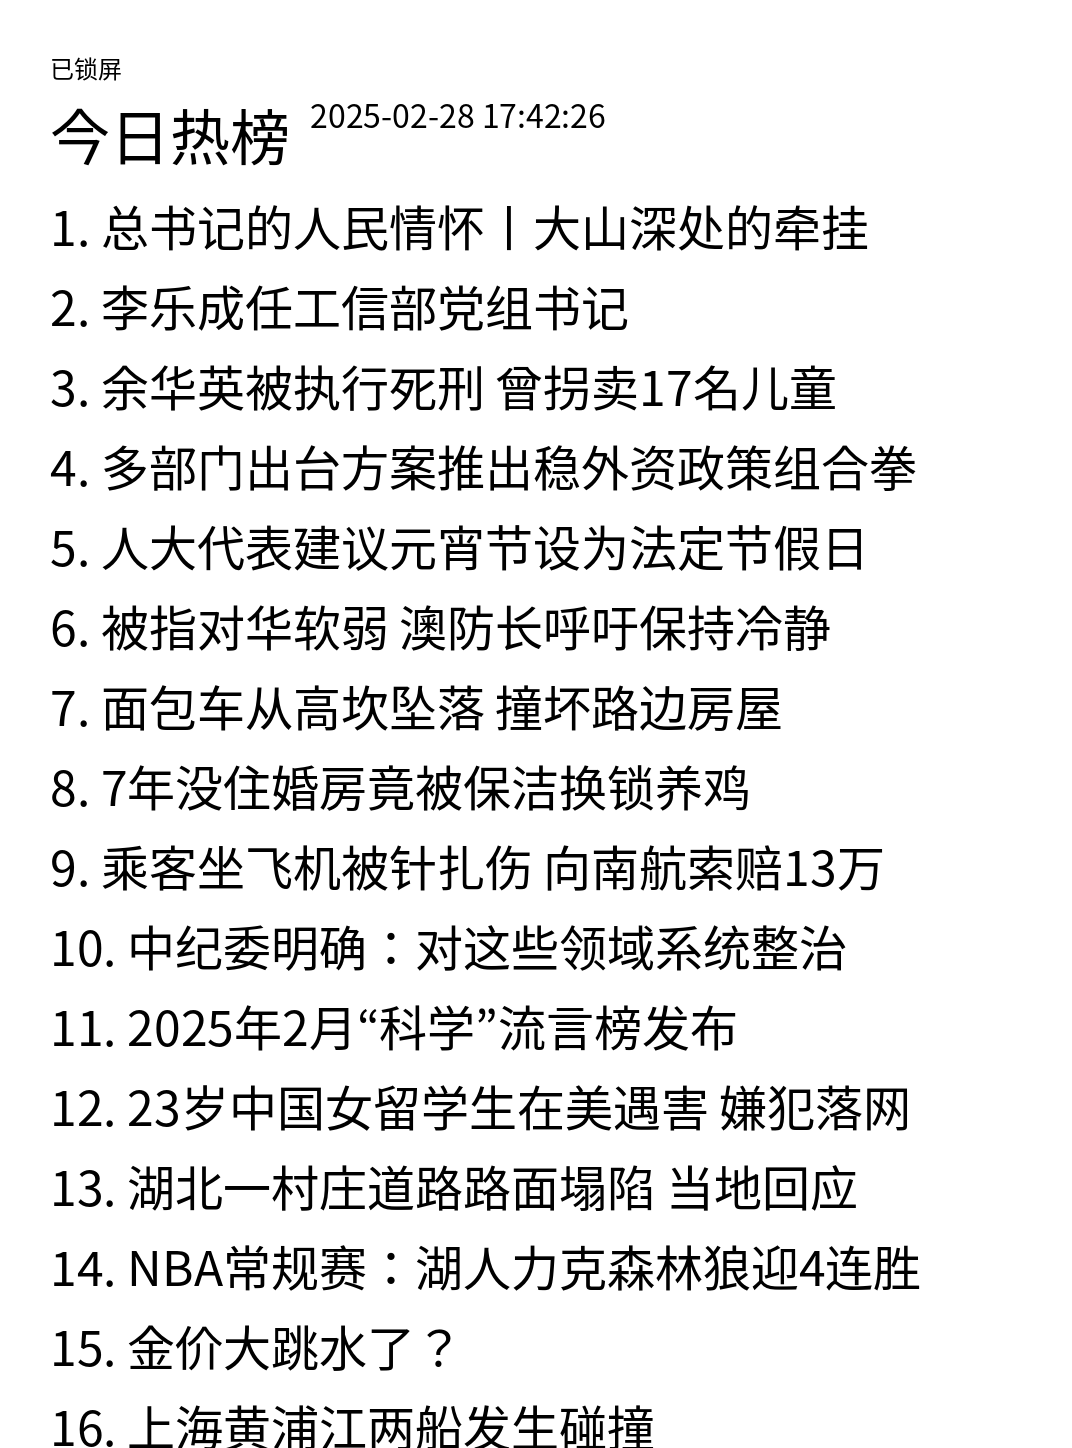 已锁屏
今日热榜 2025-02-28 17:42:26
1. 总书记的人民情怀丨大山深处的牵挂
2. 李乐成任工信部党组书记
3. 余华英被执行死刑 曾拐卖17名儿童
4. 多部门出台方案推出稳外资政策组合拳
5. 人大代表建议元宵节设为法定节假日
6. 被指对华软弱 澳防长呼吁保持冷静
7. 面包车从高坎坠落 撞坏路边房屋
8. 7年没住婚房竟被保洁换锁养鸡
9. 乘客坐飞机被针扎伤 向南航索赔13万
10. 中纪委明确：对这些领域系统整治
11. 2025年2月“科学”流言榜发布
12. 23岁中国女留学生在美遇害 嫌犯落网
13. 湖北一村庄道路路面塌陷 当地回应
14. NBA常规赛：湖人力克森林狼迎4连胜
15. 金价大跳水了？
16. 上海黄浦江两船发生碰撞